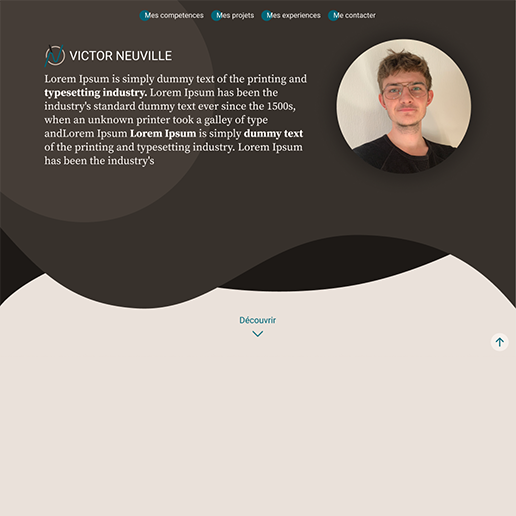 Mes competences
Mes projets
Mes experiences
Me contacter
VICTOR NEUVILLE
Lorem Ipsum is simply dummy text of the printing and
typesetting industry. Lorem Ipsum has been the
industry's standard dummy text ever since the 1500s,
when an unknown printer took a galley of type
andLorem Ipsum Lorem Ipsum is simply dummy text
of the printing and typesetting industry. Lorem Ipsum
has been the industry's
Découvrir